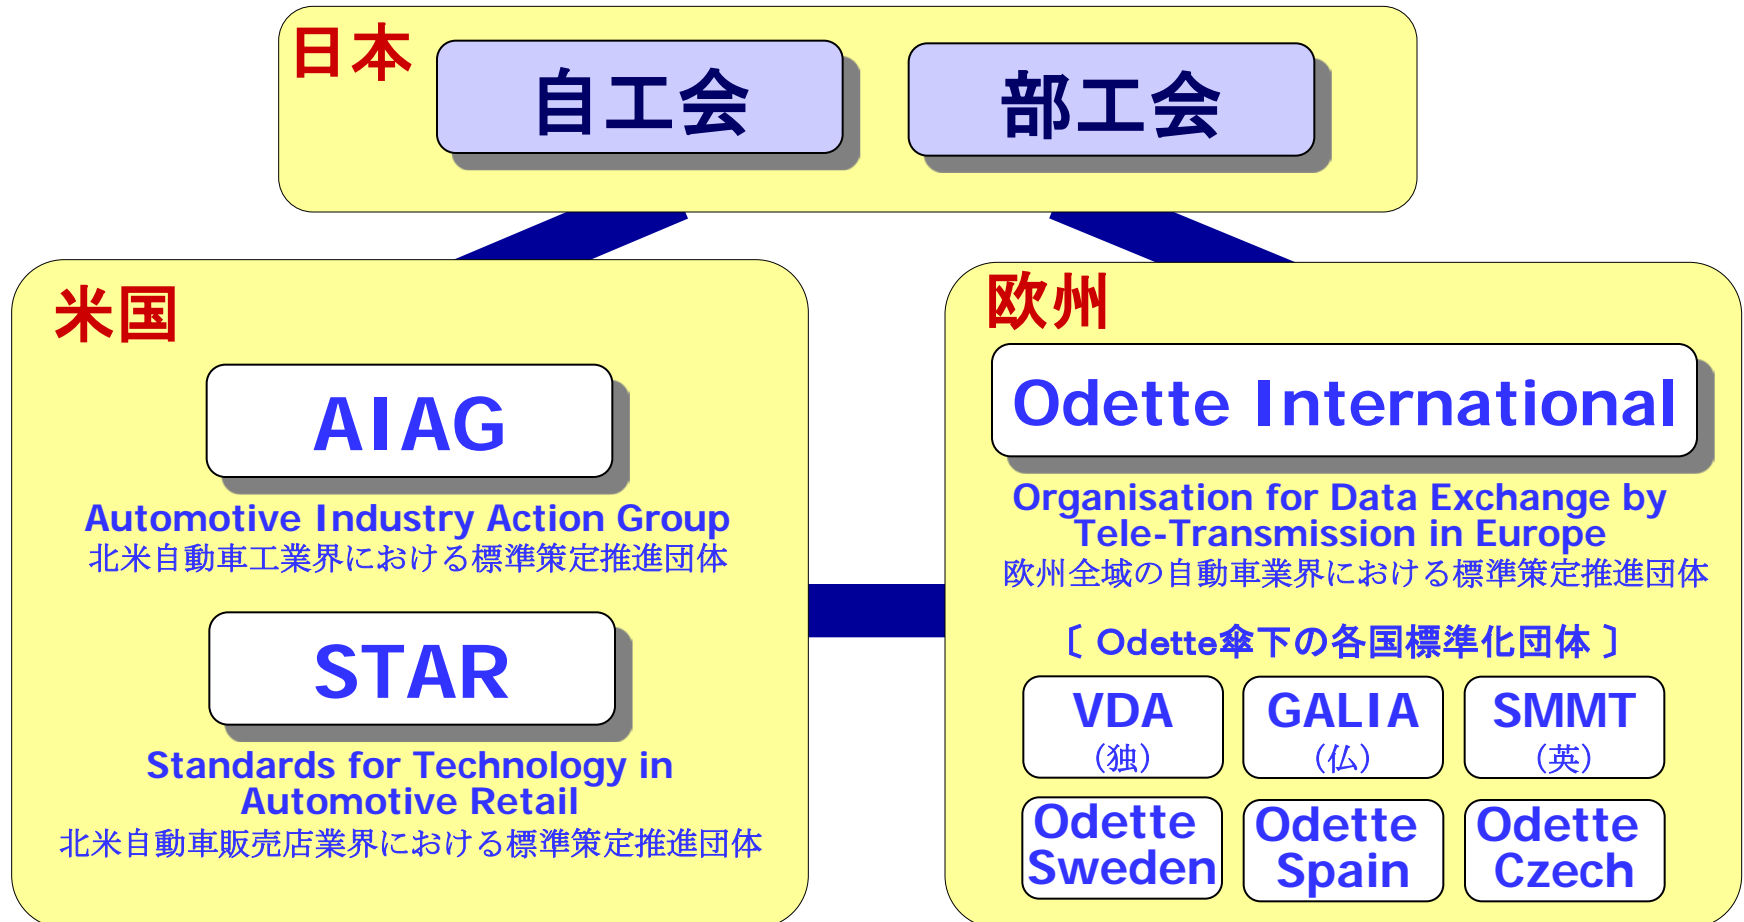 日本
自工会
部工会
米国
AIAG
Automotive Industry Action Group
北米自動車工業界における標準策定推進団体
STAR
Standards for Technology in
Automotive Retail
北米自動車販売店業界における標準策定推進団体
欧州
Odette International
Organisation for Data Exchange by
Tele-Transmission in Europe
欧州全域の自動車業界における標準策定推進団体
〔 Odette傘下の各国標準化団体 〕
VDA
（独）
GALIA
（仏）
SMMT
（英）
Odette
Sweden
Odette
Spain
Odette
Czech